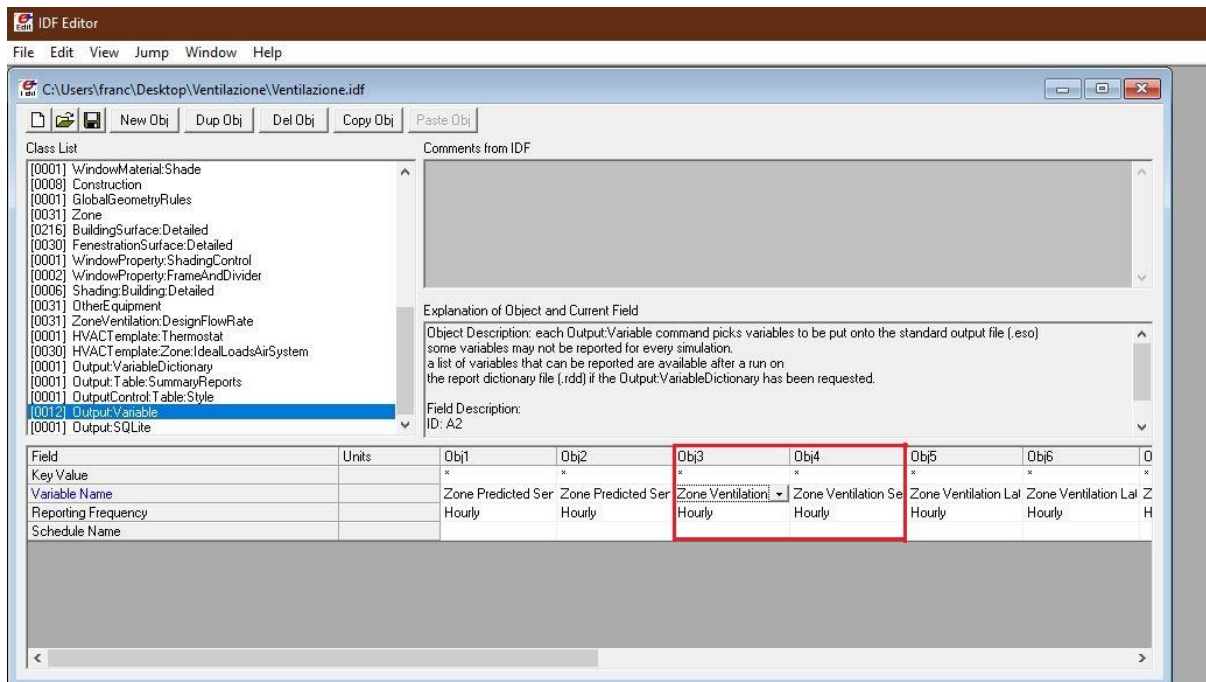 IDF Editor
File Edit View Jump Window Help
C:\Users\franc\Desktop\Ventilazione\Ventilazione.idf
New Obj Dup Obj Del Obj Copy Obj Paste Obj
Class List
[0001] WindowMaterial:Shade
[0008] Construction
[0001] GlobalGeometryRules
[0031] Zone
[0216] BuildingSurface:Detailed
[0030] FenestrationSurface:Detailed
[0001] WindowProperty:ShadingControl
[0002] WindowProperty:FrameAndDivider
[0006] Shading:Building:Detailed
[0031] OtherEquipment
[0031] ZoneVentilation:DesignFlowRate
[0001] HVACTemplate:Thermostat
[0030] HVACTemplate:Zone:IdealLoadsAirSystem
[0001] Output:VariableDictionary
[0001] Output:Table:SummaryReports
[0001] OutputControl:Table:Style
[0012] Output:Variable
[0001] Output:SQLite
Comments from IDF
Explanation of Object and Current Field
Object Description: each Output:Variable command picks variables to be put onto the standard output file (.eso)
some variables may not be reported for every simulation.
a list of variables that can be reported are available after a run on
the report dictionary file (.rdd) if the Output:VariableDictionary has been requested.
Field Description:
ID: A2
Field Units Obj1 Obj2 Obj3 Obj4 Obj5 Obj6 O
Key Value * * * * * * *
Variable Name Zone Predicted Ser Zone Predicted Ser Zone Ventilation Zone Ventilation Se Zone Ventilation Lat Zone Ventilation Lat Z
Reporting Frequency Hourly Hourly Hourly Hourly Hourly Hourly H
Schedule Name